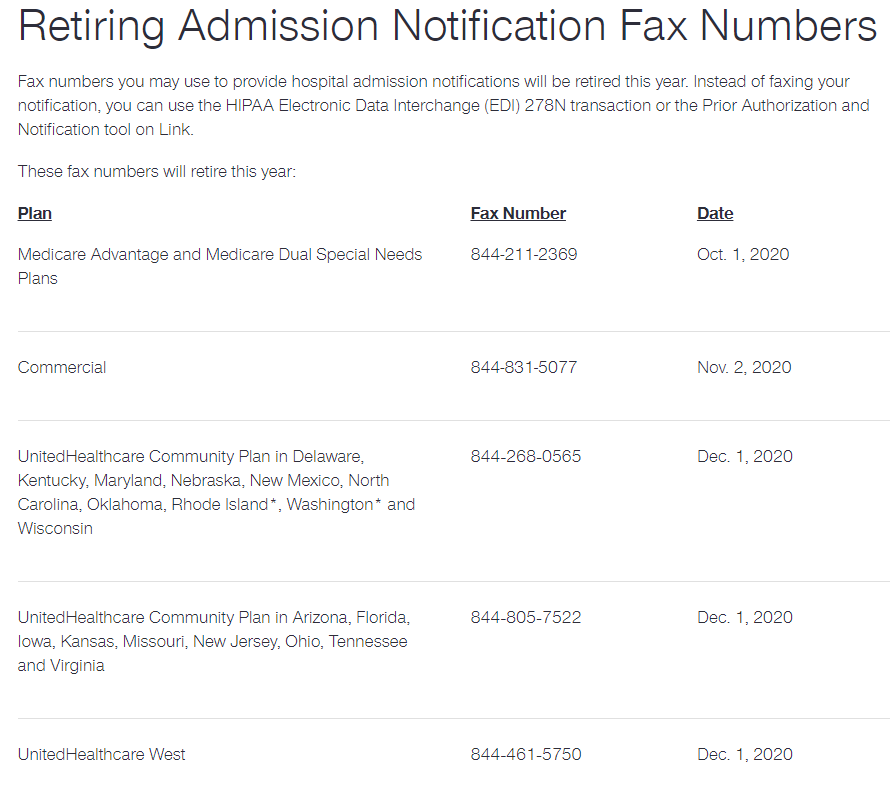 Retiring Admission Notification Fax Numbers
Fax numbers you may use to provide hospital admission notifications will be retired this year. Instead of faxing your
notification, you can use the HIPAA Electronic Data Interchange (EDI) 278N transaction or the Prior Authorization and
Notification tool on Link.
These fax numbers will retire this year:
Plan Fax Number Date
Medicare Advantage and Medicare Dual Special Needs 844-211-2369 Oct. 1, 2020
Plans
Commercial 844-831-5077 Nov. 2, 2020
UnitedHealthcare Community Plan in Delaware, 844-268-0565 Dec. 1, 2020
Kentucky, Maryland, Nebraska, New Mexico, North
Carolina, Oklahoma, Rhode Island*, Washington* and
Wisconsin
UnitedHealthcare Community Plan in Arizona, Florida, 844-805-7522 Dec. 1, 2020
Iowa, Kansas, Missouri, New Jersey, Ohio, Tennessee
and Virginia
UnitedHealthcare West 844-461-5750 Dec. 1, 2020